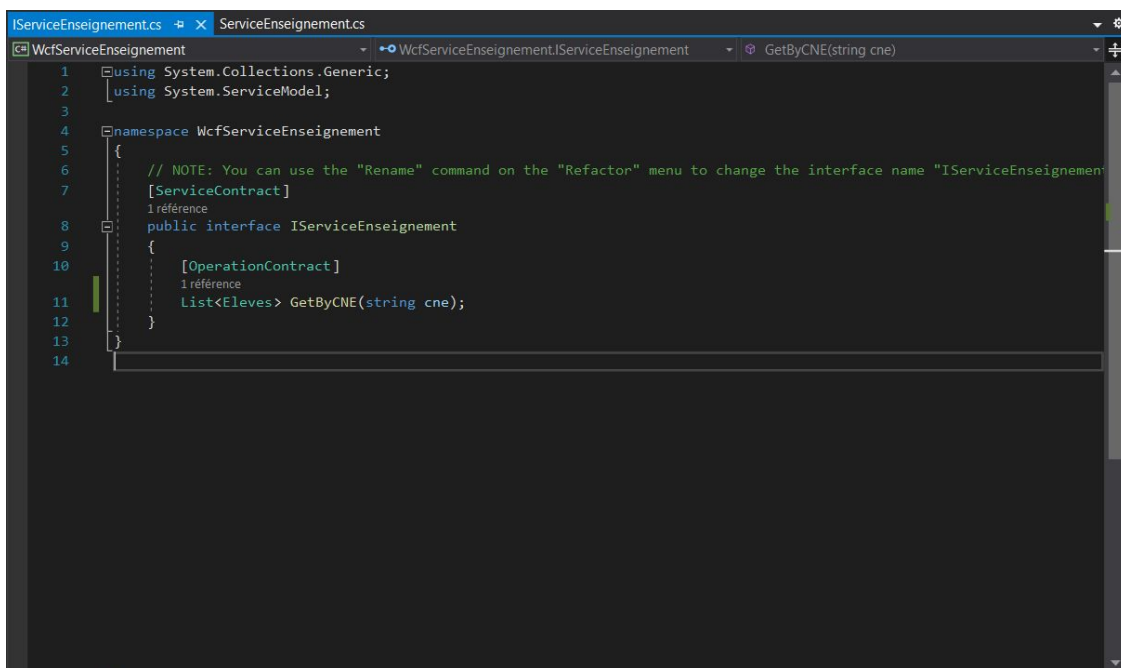 IServiceEnseignement.cs ServiceEnseignement.cs
C# WcfServiceEnseignement WcfServiceEnseignement.IServiceEnseignement GetByCNE(string cne)
1 using System.Collections.Generic;
2 using System.ServiceModel;
3
4 namespace WcfServiceEnseignement
5 {
6 // NOTE: You can use the "Rename" command on the "Refactor" menu to change the interface name "IServiceEnseignement
7 [ServiceContract]
1 référence
8 public interface IServiceEnseignement
9 {
10 [OperationContract]
1 référence
11 List<Eleves> GetByCNE(string cne);
12 }
13 }
14